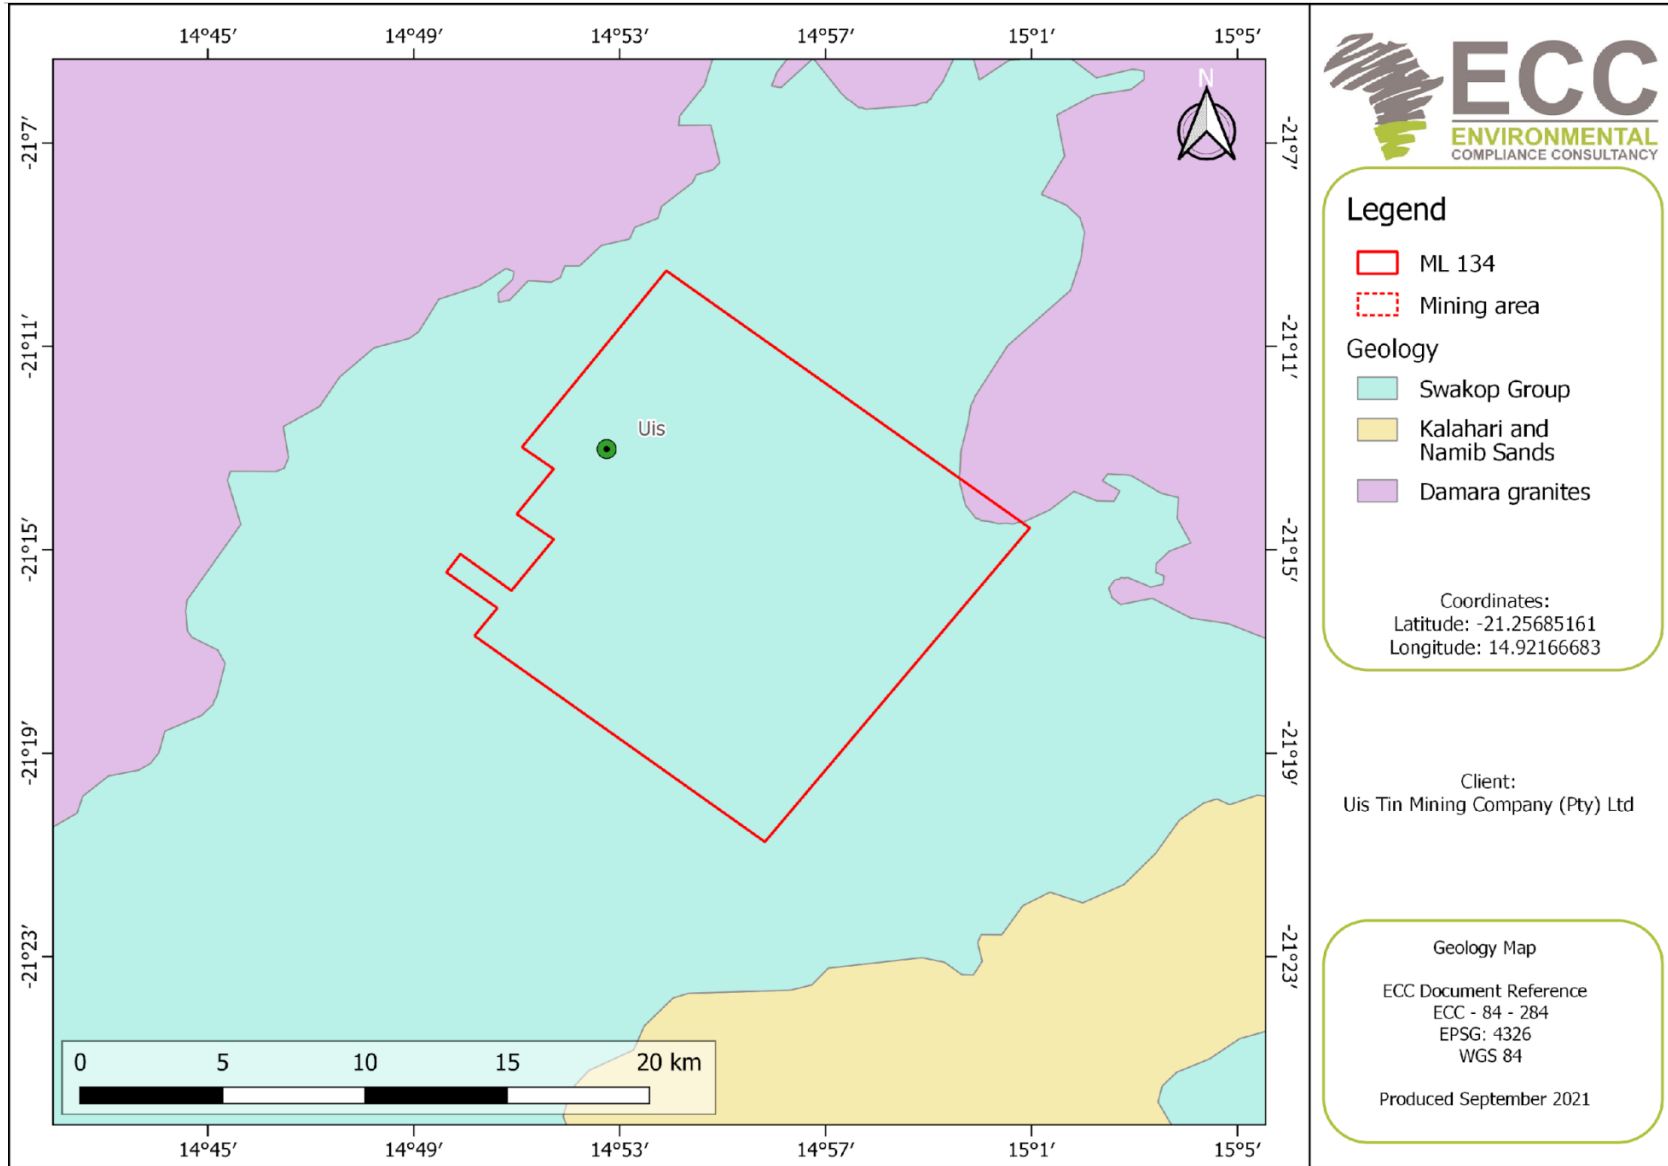 14°45′ 14°49′ 14°53′ 14°57′ 15°1′ 15°5′
-21°7′
-21°11′
-21°15′
-21°19′
-21°23′
N
Uis
-21°7′
-21°11′
-21°15′
-21°19′
-21°23′
0 5 10 15 20 km
14°45′ 14°49′ 14°53′ 14°57′ 15°1′ 15°5′
ECC
ENVIRONMENTAL
COMPLIANCE CONSULTANCY
Legend
ML 134
Mining area
Geology
Swakop Group
Kalahari and
Namib Sands
Damara granites
Coordinates:
Latitude: -21.25685161
Longitude: 14.92166683
Client:
Uis Tin Mining Company (Pty) Ltd
Geology Map
ECC Document Reference
ECC - 84 - 284
EPSG: 4326
WGS 84
Produced September 2021